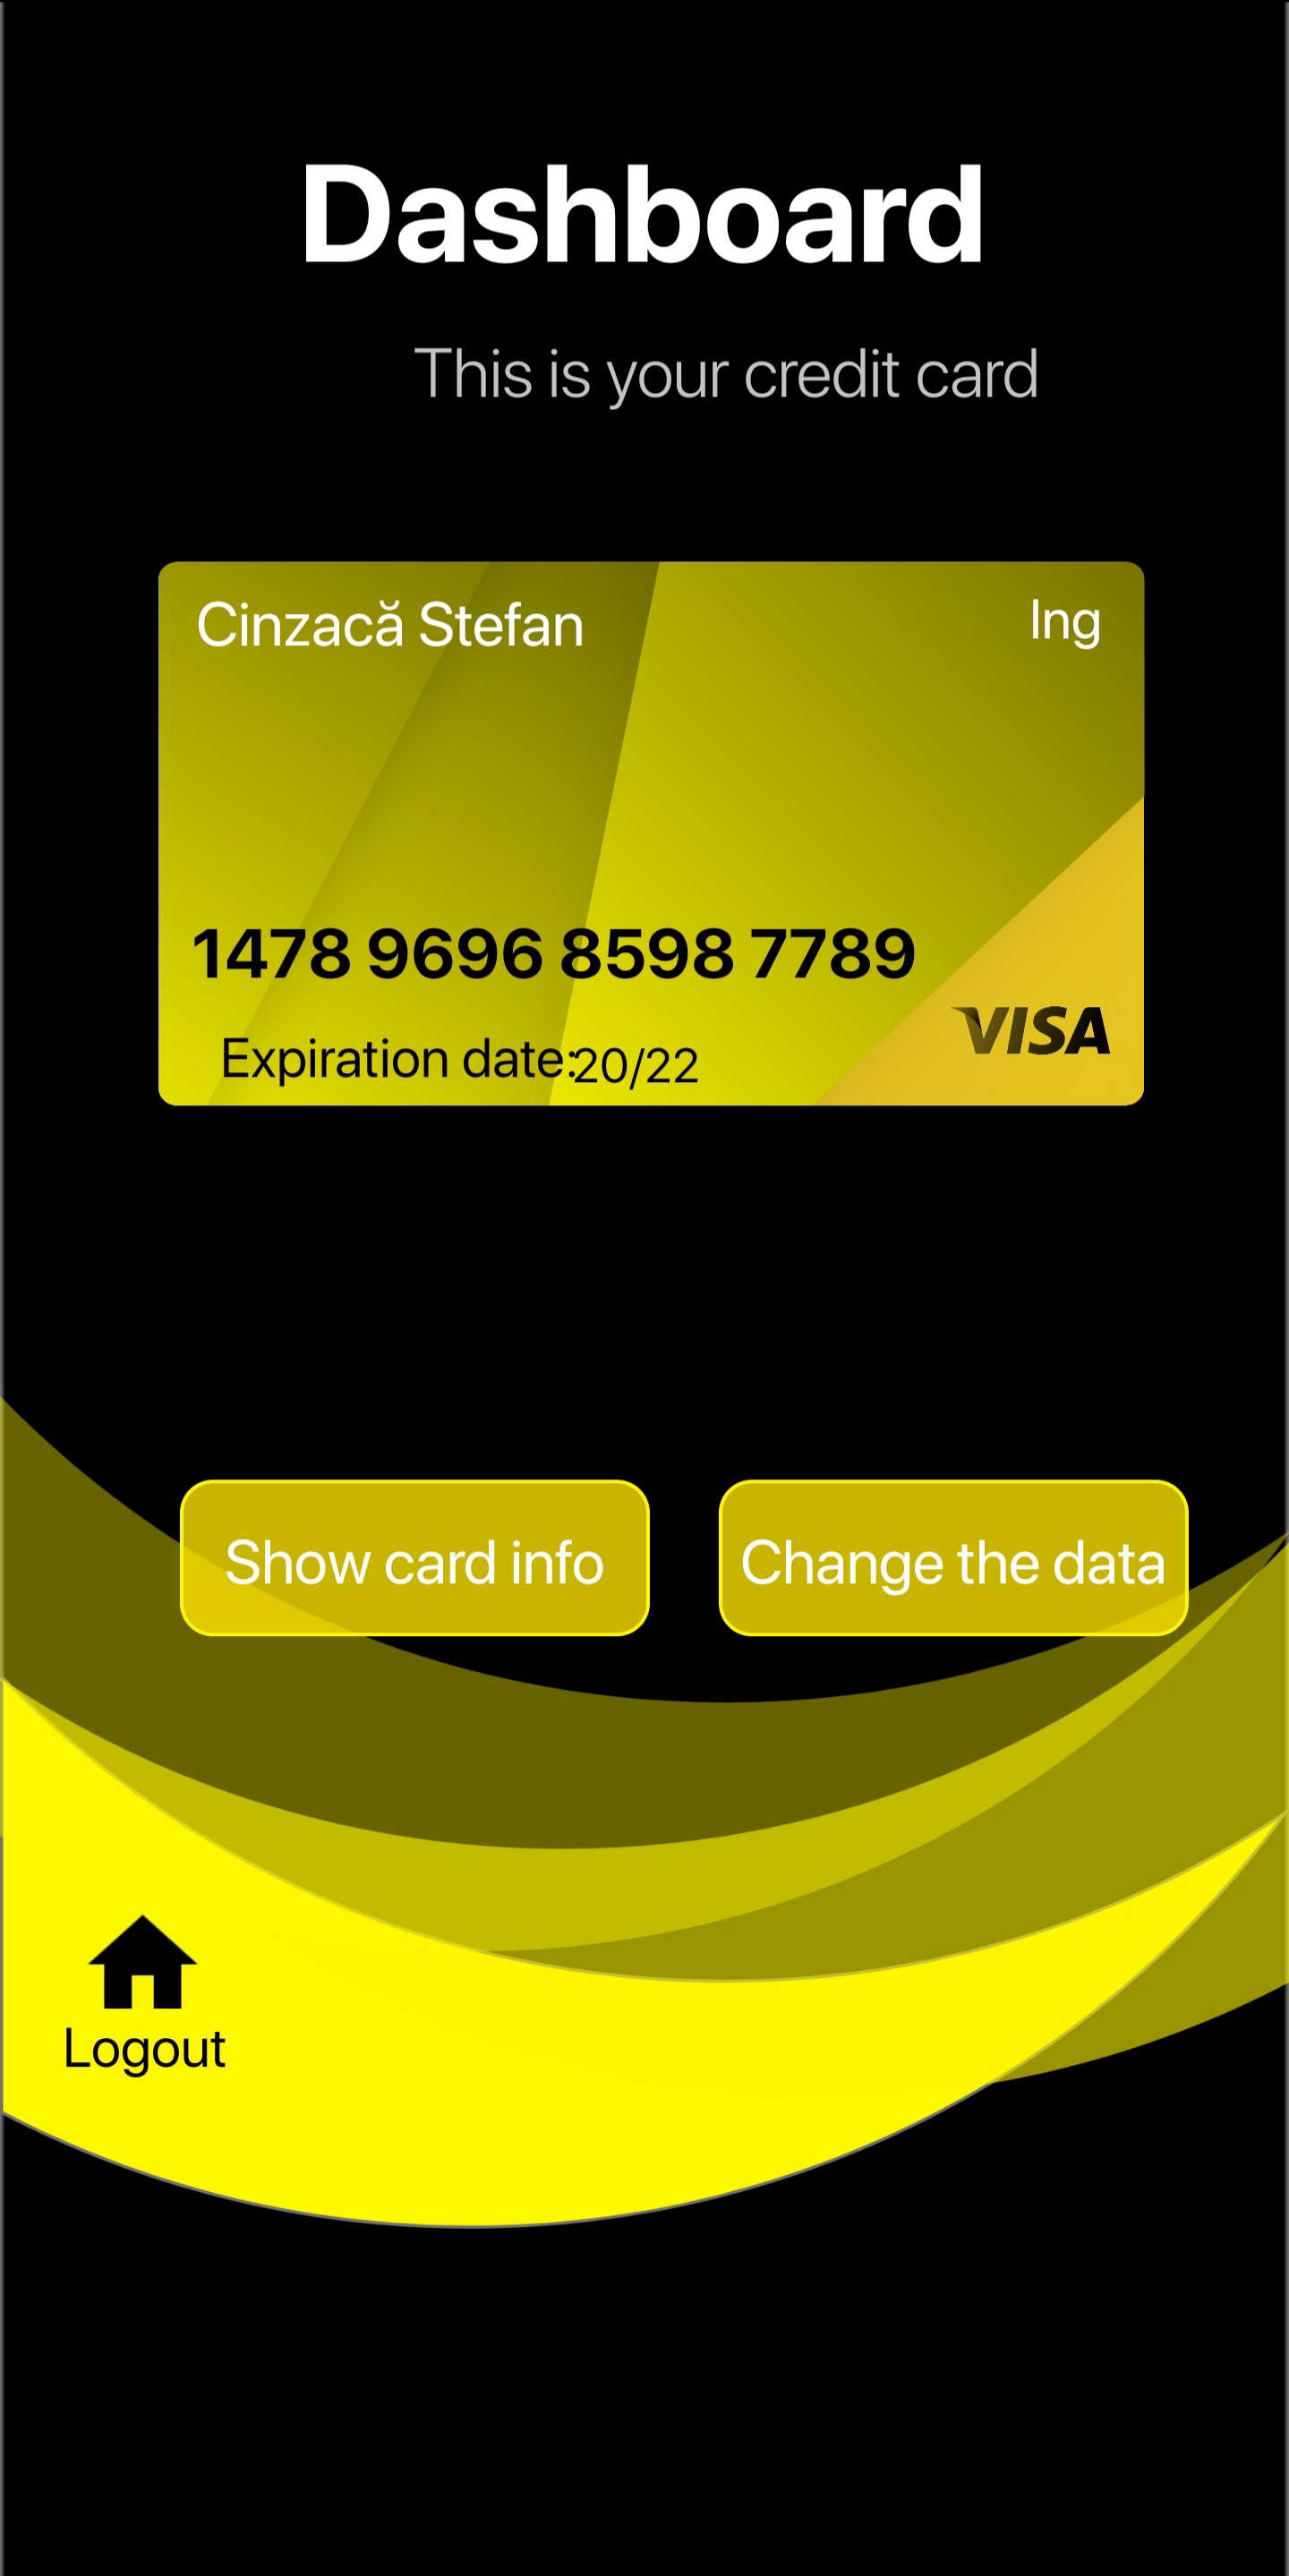 Dashboard
This is your credit card
Cinzacă Stefan
Ing
1478 9696 8598 7789
Expiration date:20/22
VISA
Show card info
Change the data
Logout